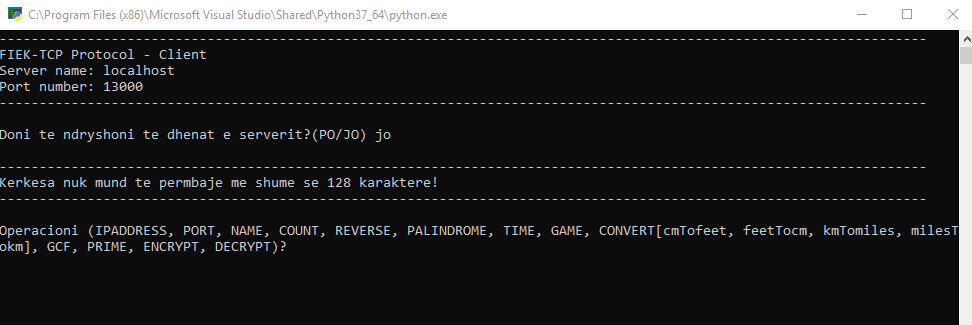 C:\Program Files (x86)\Microsoft Visual Studio\Shared\Python37_64\python.exe
--------------------------------------------------------------------------------------------------------------------
FIEK-TCP Protocol - Client
Server name: localhost
Port number: 13000
--------------------------------------------------------------------------------------------------------------------
Doni te ndryshoni te dhenat e serverit?(PO/JO) jo
--------------------------------------------------------------------------------------------------------------------
Kerkesa nuk mund te permbaje me shume se 128 karaktere!
--------------------------------------------------------------------------------------------------------------------
Operacioni (IPADDRESS, PORT, NAME, COUNT, REVERSE, PALINDROME, TIME, GAME, CONVERT[cmTofeet, feetTocm, kmTomiles, milesT
okm], GCF, PRIME, ENCRYPT, DECRYPT)?